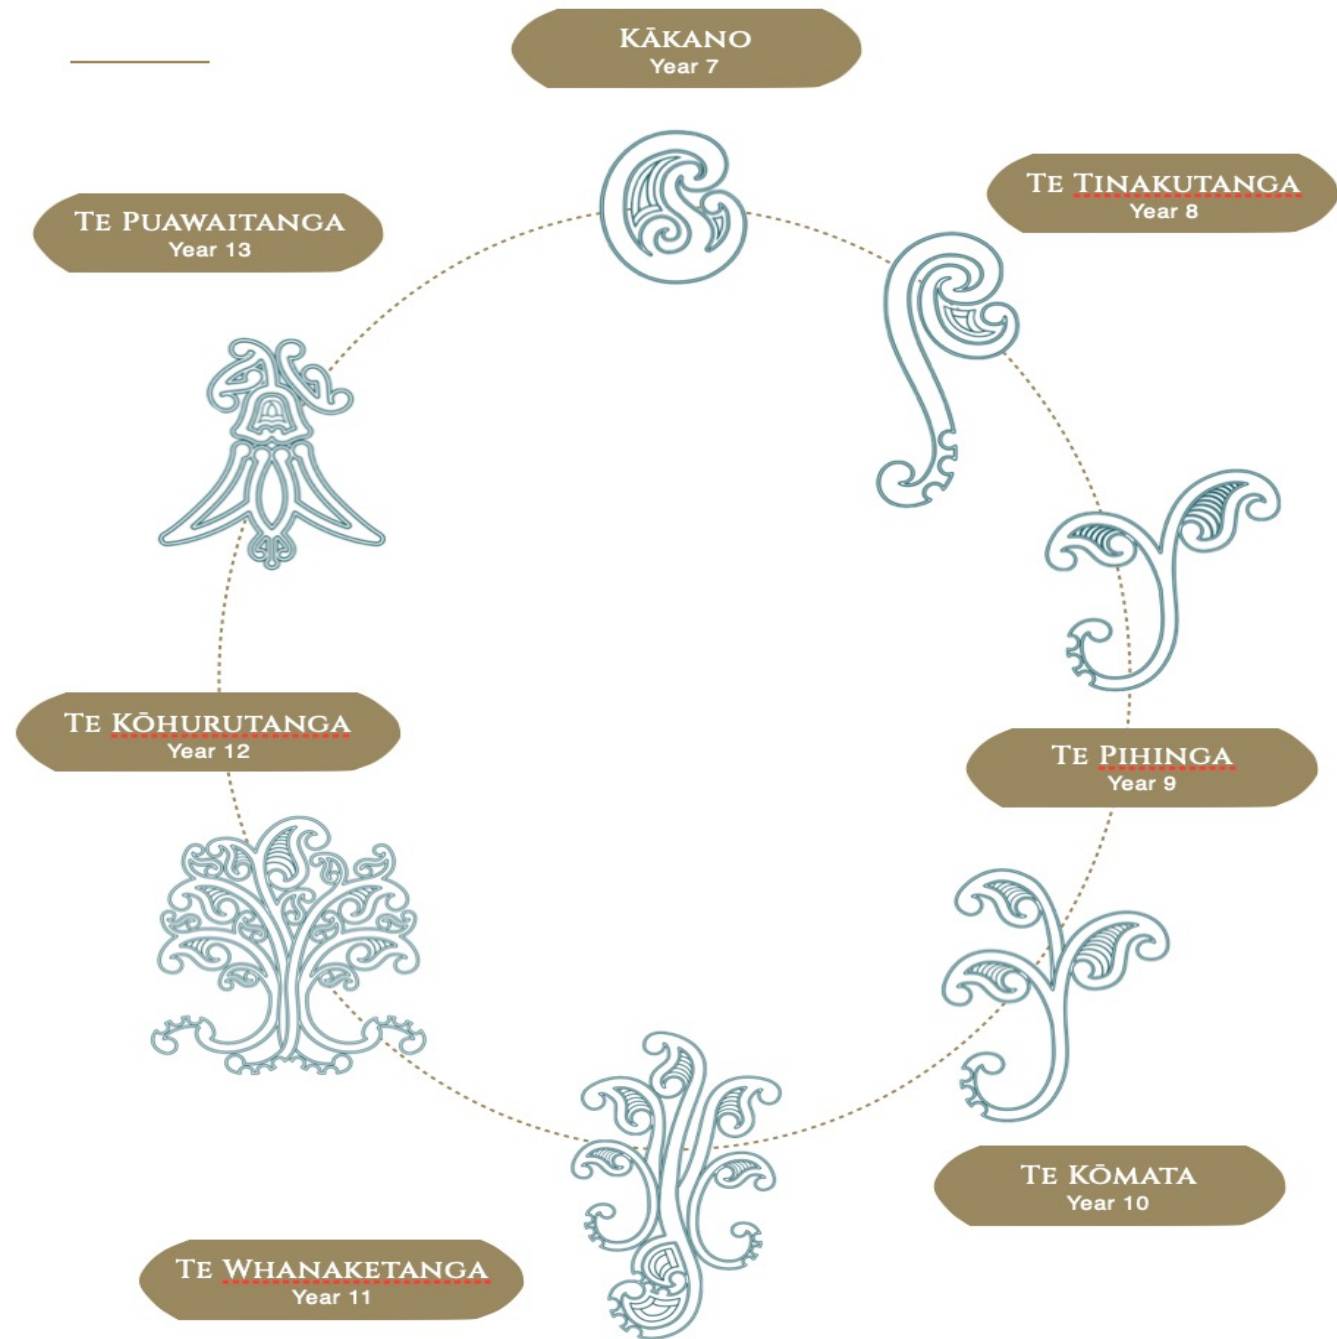 KĀKANO
Year 7
TE TINAKUTANGA
Year 8
TE PIHINGA
Year 9
TE KŌMATA
Year 10
TE WHANAKETANGA
Year 11
TE KŌHURUTANGA
Year 12
TE PUAWAITANGA
Year 13